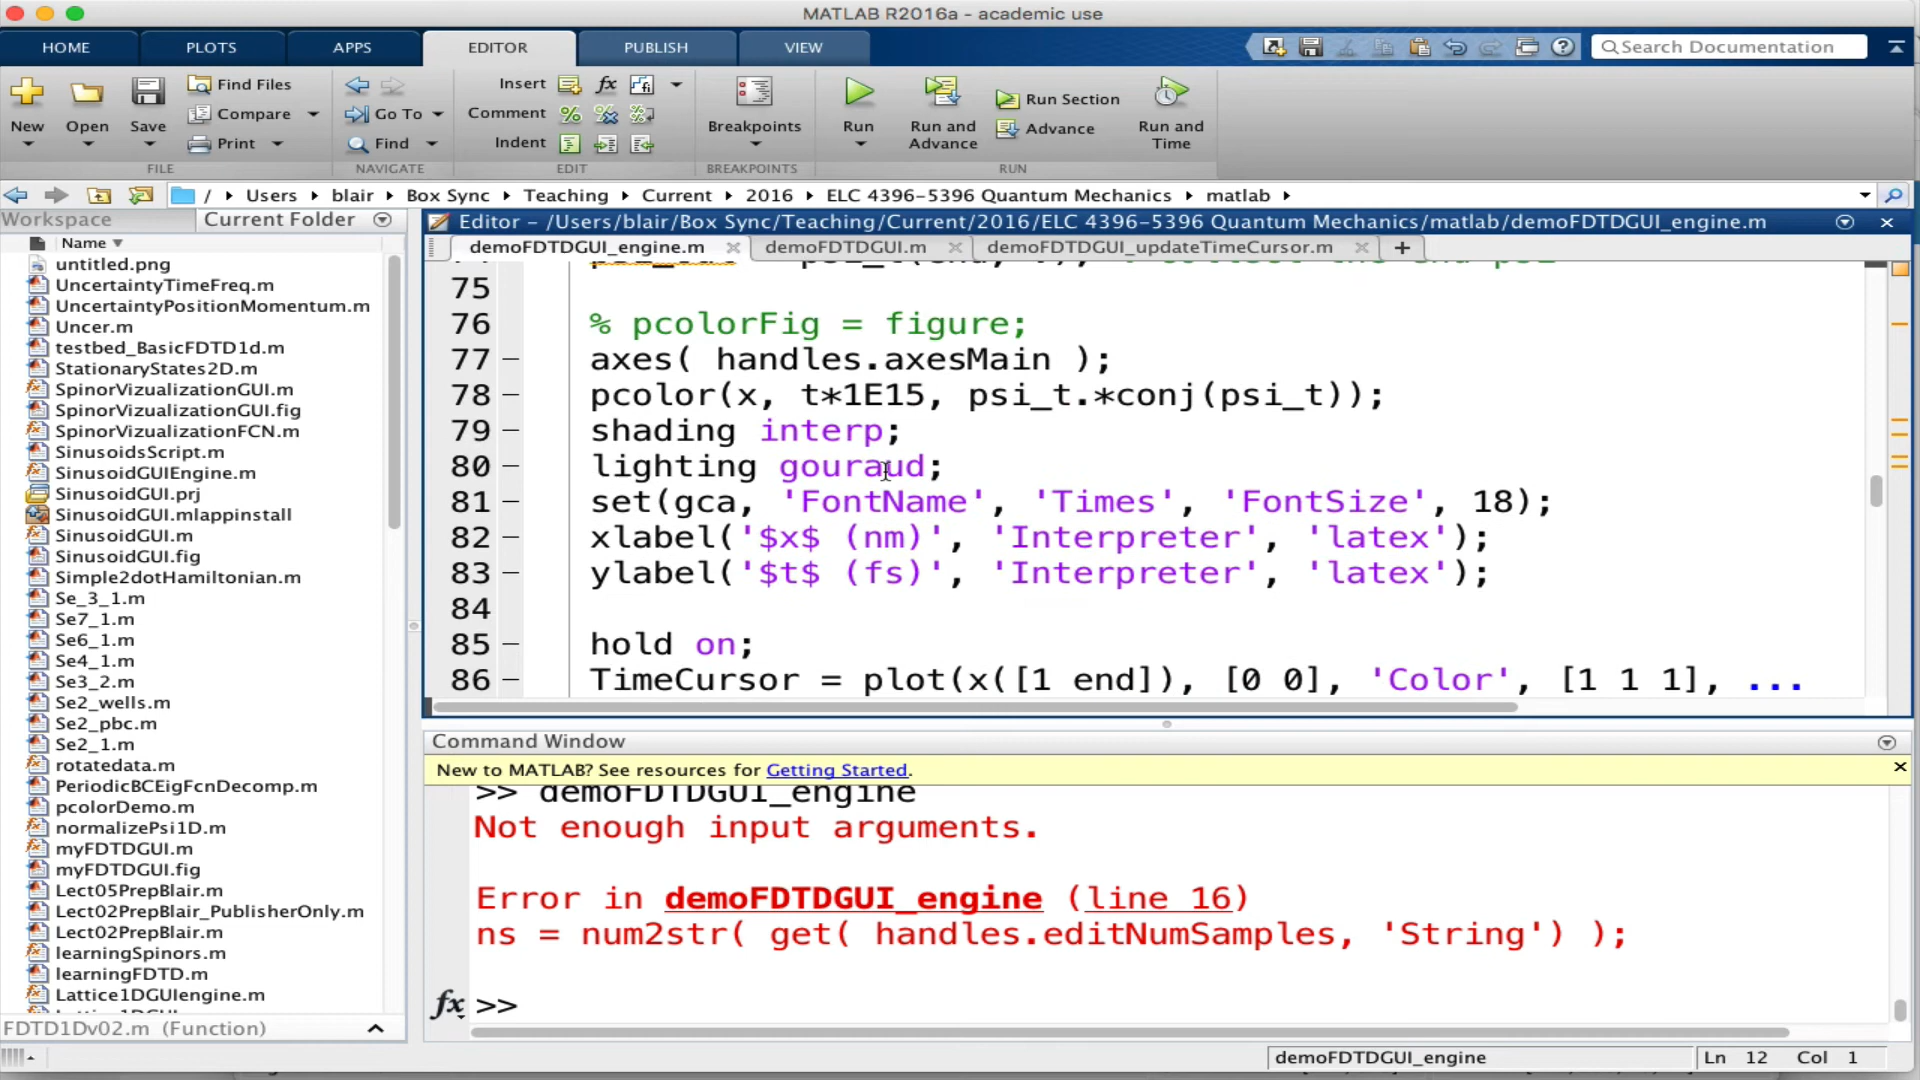 MATLAB R2016a - academic use
HOME PLOTS APPS EDITOR PUBLISH VIEW Search Documentation
New Open Save Find Files Compare Print
Go To Find
Insert fx fi
Comment
Indent
Breakpoints
Run
Run and Advance
Run Section
Advance
Run and Time
FILE NAVIGATE EDIT BREAKPOINTS RUN
/ Users blair Box Sync Teaching Current 2016 ELC 4396-5396 Quantum Mechanics matlab
Workspace Current Folder
Name
untitled.png
UncertaintyTimeFreq.m
UncertaintyPositionMomentum.m
Uncer.m
testbed_BasicFDTD1d.m
StationaryStates2D.m
SpinorVizualizationGUI.m
SpinorVizualizationGUI.fig
SpinorVizualizationFCN.m
SinusoidsScript.m
SinusoidGUIEngine.m
SinusoidGUI.prj
SinusoidGUI.mlappinstall
SinusoidGUI.m
SinusoidGUI.fig
Simple2dotHamiltonian.m
Se_3_1.m
Se7_1.m
Se6_1.m
Se4_1.m
Se3_2.m
Se2_wells.m
Se2_pbc.m
Se2_1.m
rotatedata.m
PeriodicBCEigFcnDecomp.m
pcolorDemo.m
normalizePsi1D.m
myFDTDGUI.m
myFDTDGUI.fig
Lect05PrepBlair.m
Lect02PrepBlair_PublisherOnly.m
Lect02PrepBlair.m
learningSpinors.m
learningFDTD.m
Lattice1DGUIengine.m
FDTD1Dv02.m (Function)
Editor - /Users/blair/Box Sync/Teaching/Current/2016/ELC 4396-5396 Quantum Mechanics/matlab/demoFDTDGUI_engine.m
demoFDTDGUI_engine.m demoFDTDGUI.m demoFDTDGUI_updateTimeCursor.m +
75
76 % pcolorFig = figure;
77 axes( handles.axesMain );
78 pcolor(x, t*1E15, psi_t.*conj(psi_t));
79 shading interp;
80 lighting gouraud;
81 set(gca, 'FontName', 'Times', 'FontSize', 18);
82 xlabel('$x$ (nm)', 'Interpreter', 'latex');
83 ylabel('$t$ (fs)', 'Interpreter', 'latex');
84
85 hold on;
86 TimeCursor = plot(x([1 end]), [0 0], 'Color', [1 1 1], ...
Command Window
New to MATLAB? See resources for Getting Started.
>> demoFDTDGUI_engine
Not enough input arguments.
Error in demoFDTDGUI_engine (line 16)
ns = num2str( get( handles.editNumSamples, 'String') );
fx >>
demoFDTDGUI_engine Ln 12 Col 1